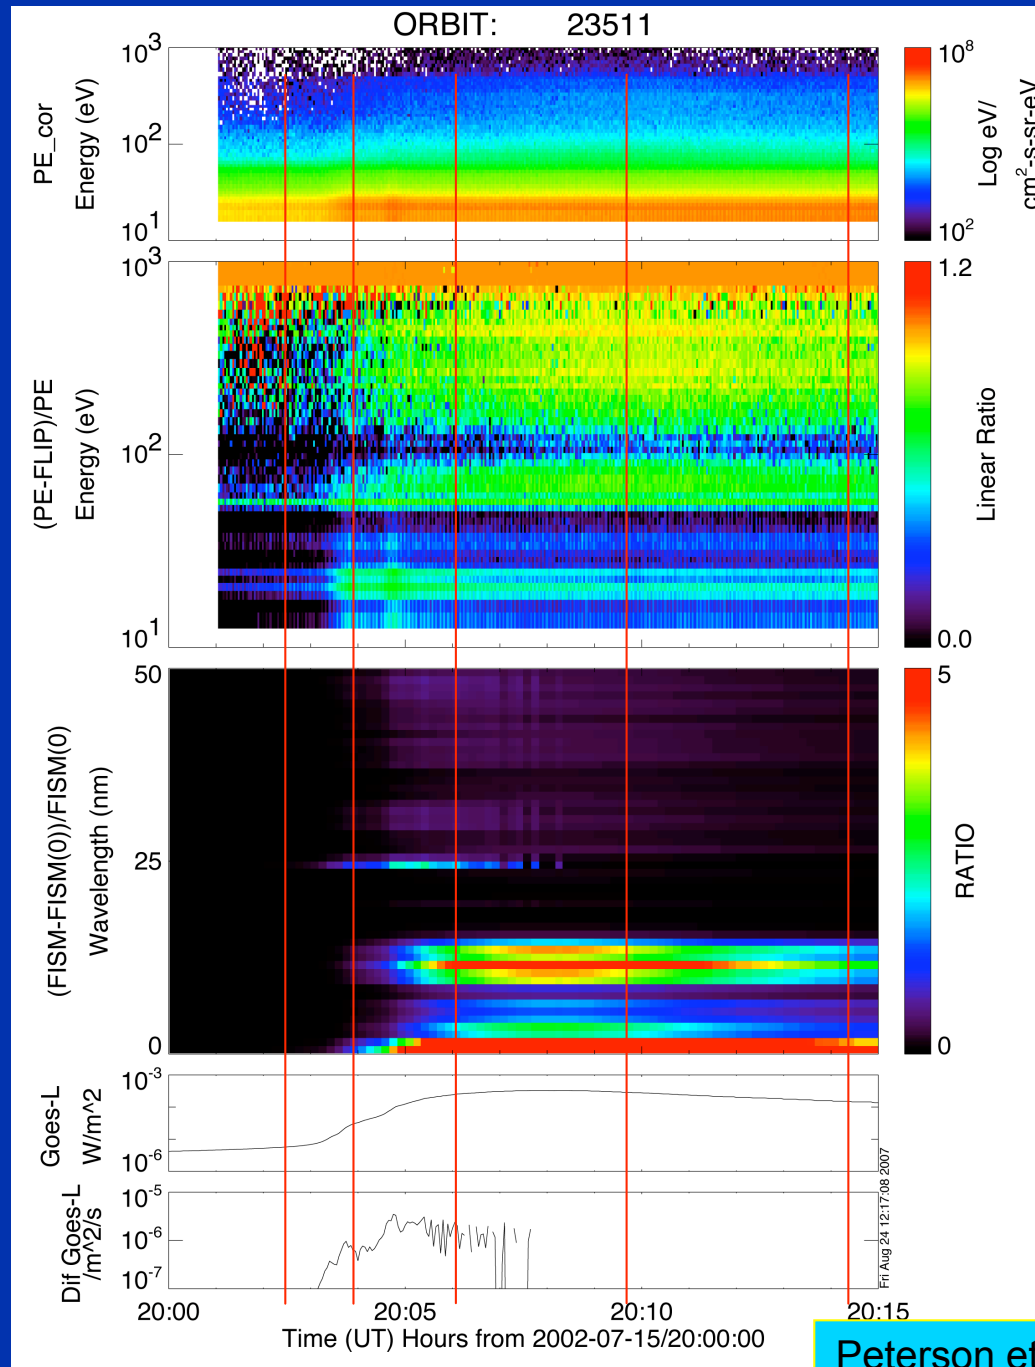 ORBIT: 23511
PE_cor
Energy (eV)
10^3
10^2
10^1
10^8
10^2
Log eV/
cm^2-s-sr-eV
(PE-FLIP)/PE
Energy (eV)
10^3
10^2
10^1
1.2
0.0
Linear Ratio
(FISM-FISM(0))/FISM(0)
Wavelength (nm)
50
25
0
5
0
RATIO
Goes-L
W/m^2
10^-3
10^-6
Dif Goes-L
/m^2/s
10^-5
10^-6
10^-7
20:00
20:05
20:10
20:15
Time (UT) Hours from 2002-07-15/20:00:00
Fri Aug 24 12:17:08 2007
Peterson et